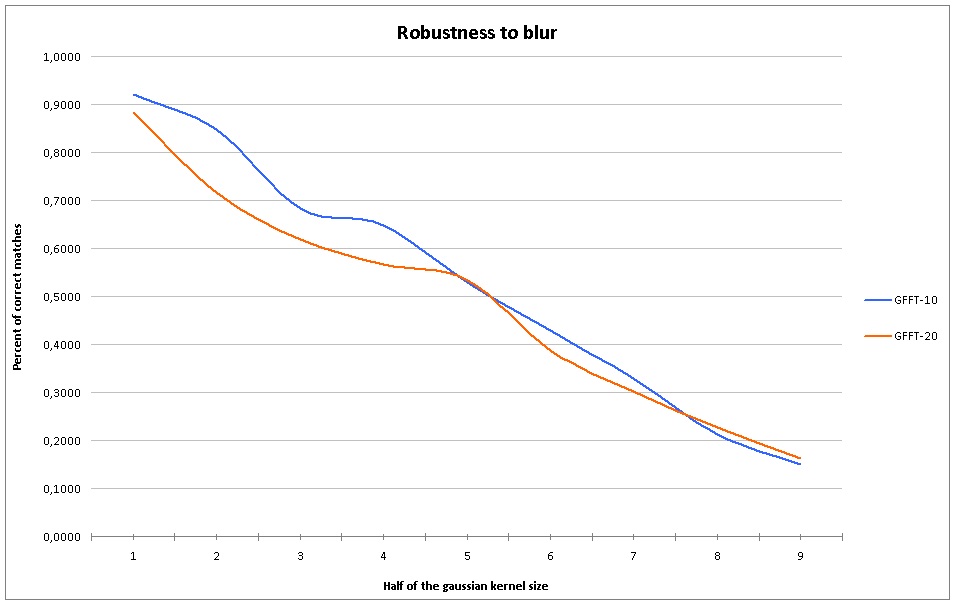 Robustness to blur
1,0000
0,9000
0,8000
0,7000
0,6000
0,5000
0,4000
0,3000
0,2000
0,1000
0,0000
Percent of correct matches
1 2 3 4 5 6 7 8 9
Half of the gaussian kernel size
GFFT-10
GFFT-20